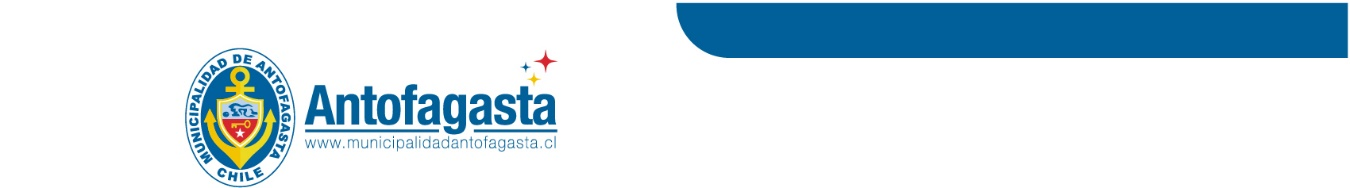 MUNICIPALIDAD DE ANTOFAGASTA
CHILE
Antofagasta
www.municipalidadantofagasta.cl